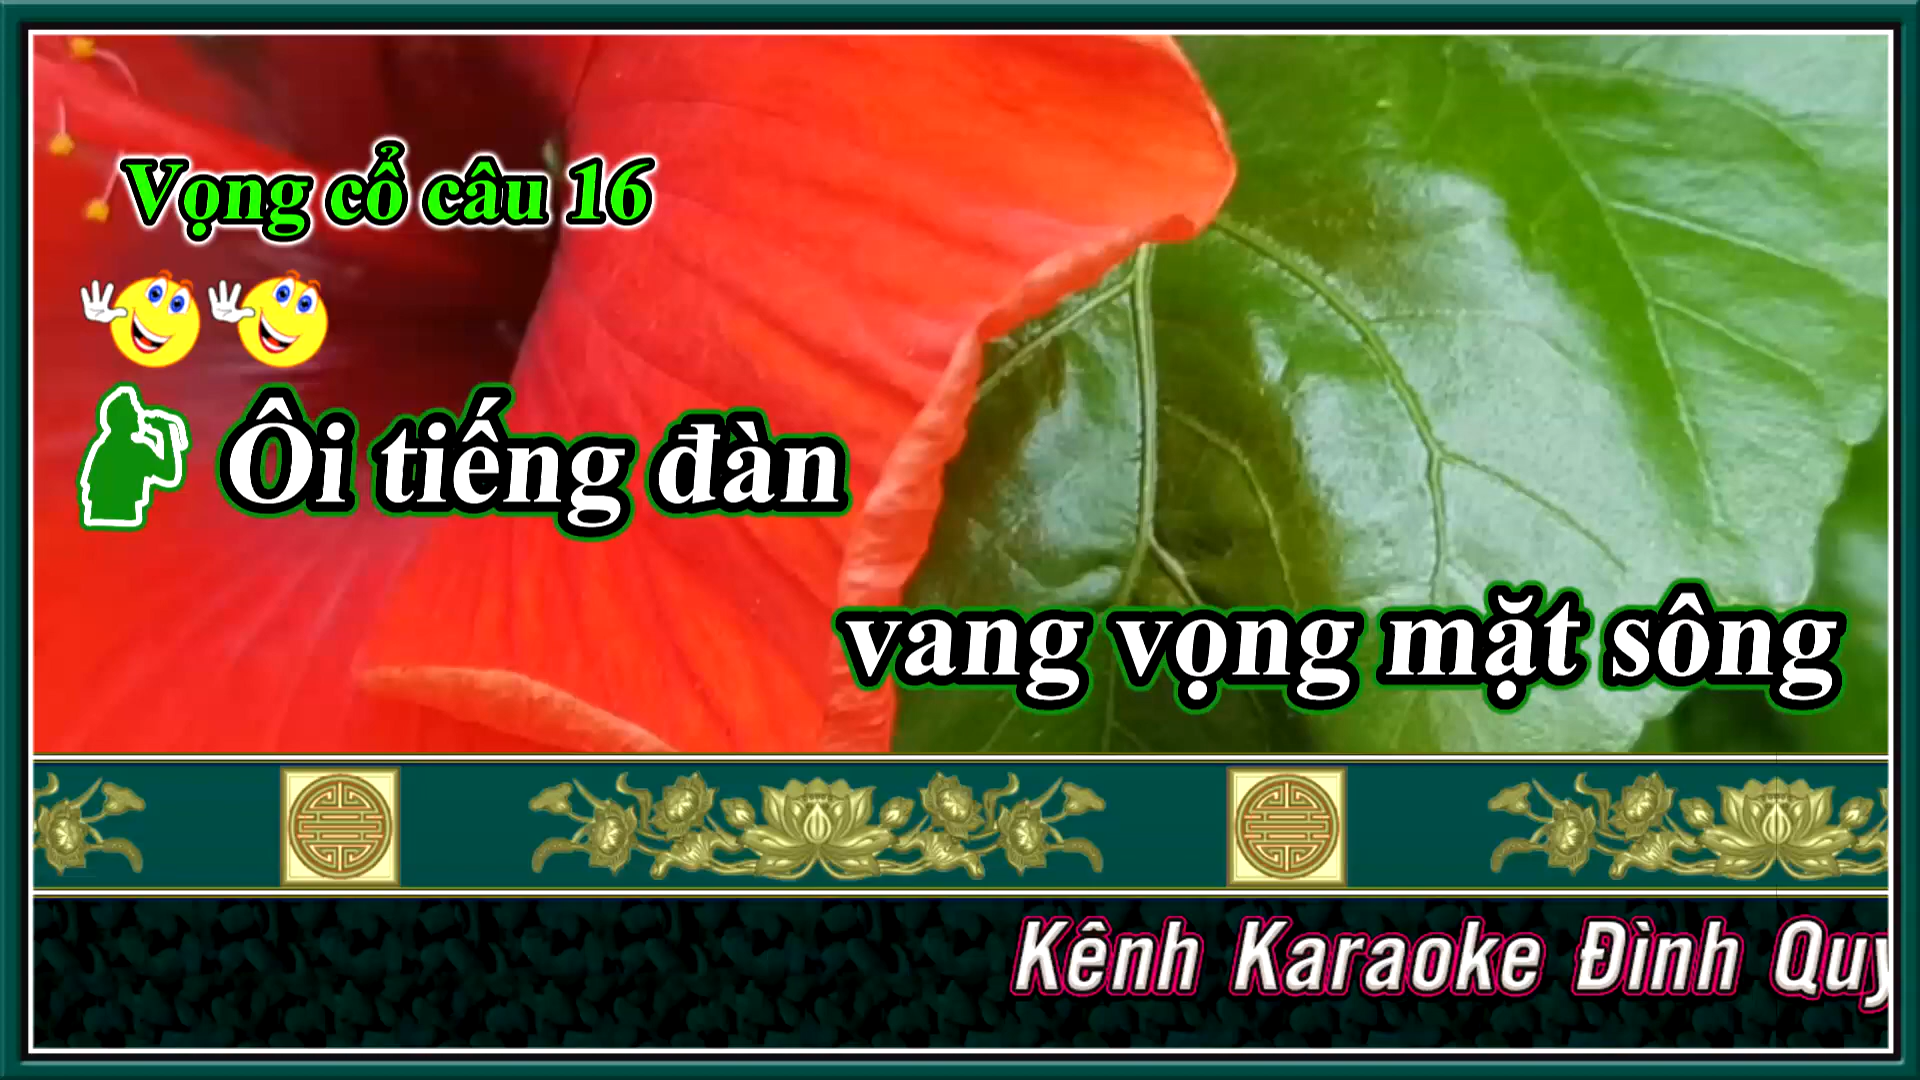 Vọng cổ câu 16
Ôi tiếng đàn
vang vọng mặt sông
Kênh Karaoke Đình